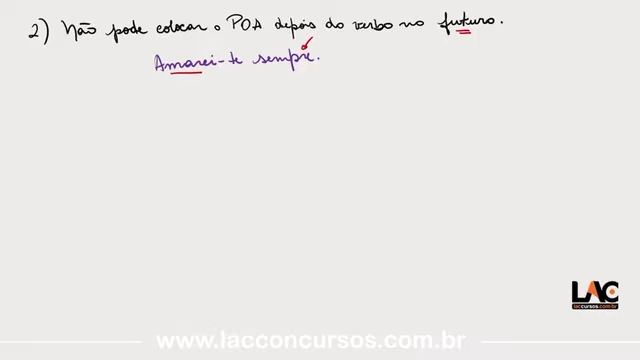 2) Não pode colocar o POA depois do verbo no futuro.
Amarei-te sempre.
LAC
lacconcursos.com.br
www.lacconcursos.com.br